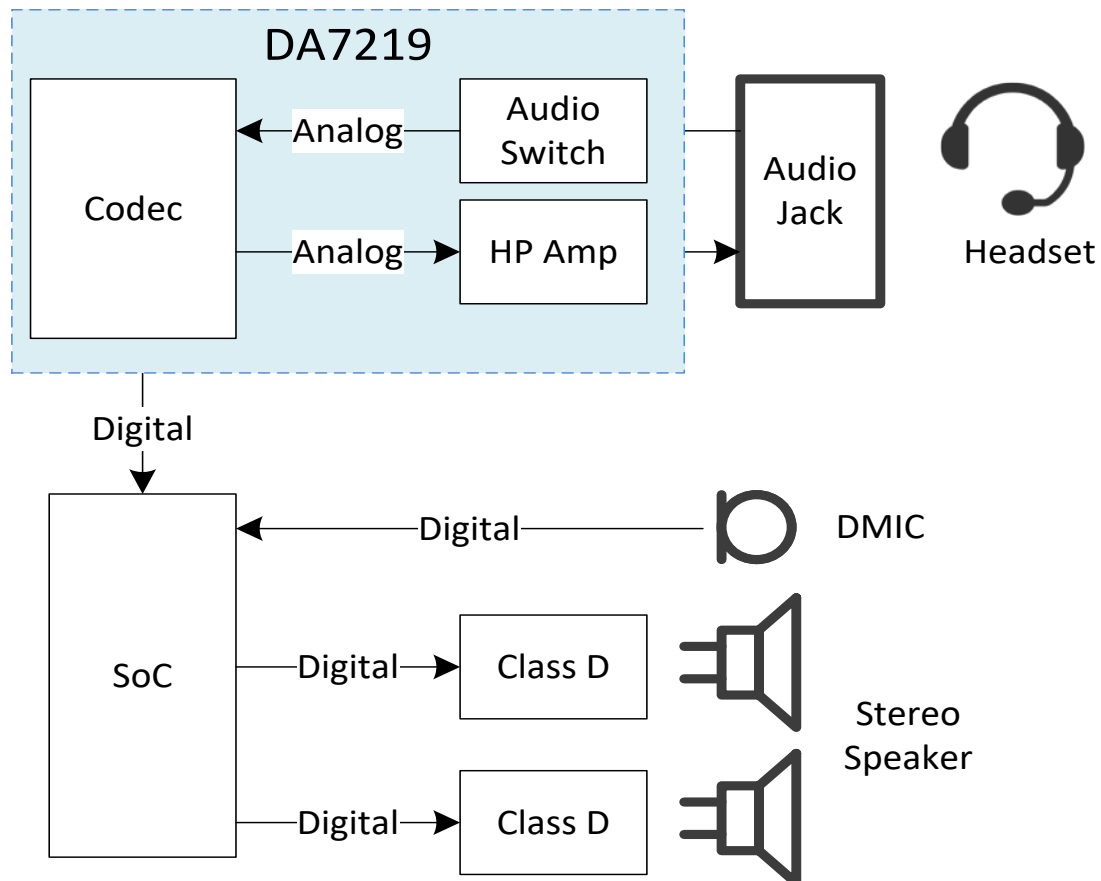 DA7219
Analog
Audio
Switch
Audio
Jack
Codec
Analog
HP Amp
Headset
Digital
Digital
DMIC
SoC
Digital
Class D
Stereo
Speaker
Digital
Class D